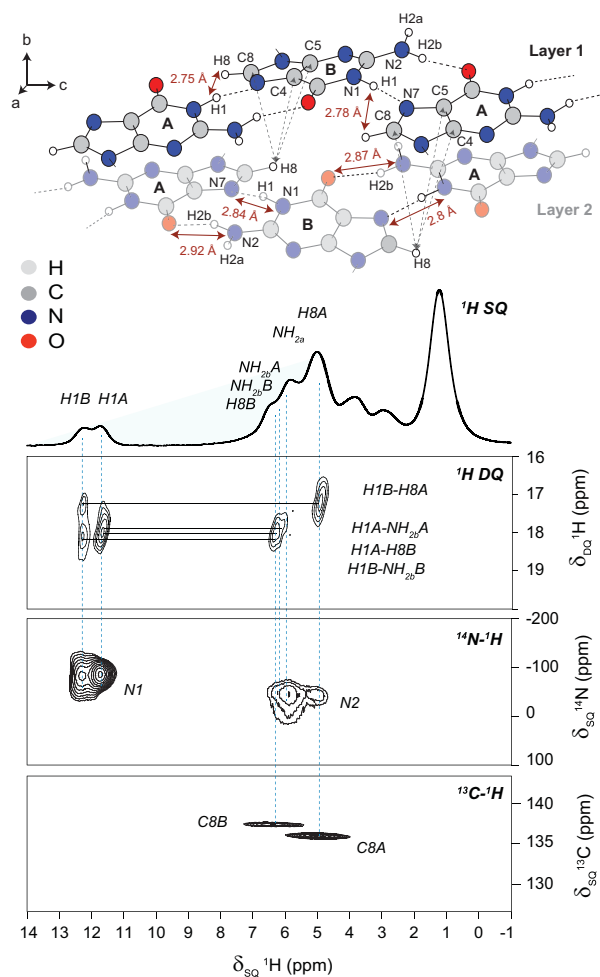 H2a
H2b
N2
C5
C8
H8
B
b
c
a
Layer 1
2.75 Å
H1
C4
N1
H1
N7
C5
A
A
2.78 Å
C8
C4
H8
2.87 Å
A
N7
H1
N1
H2b
A
Layer 2
2.84 Å
B
2.8 Å
H2b
N2
2.92 Å
H2a
H8
H
C
N
O
¹H SQ
H8A
NH₂ₐ
NH₂bA
NH₂bB
H8B
H1B H1A
¹H DQ
H1B-H8A
H1A-NH₂bA
H1A-H8B
H1B-NH₂bB
16
17
18
19
δDQ ¹H (ppm)
¹⁴N-¹H
N1
N2
-200
-100
0
100
δSQ ¹⁴N (ppm)
¹³C-¹H
C8B
C8A
140
135
130
δSQ ¹³C (ppm)
14 13 12 11 10 9 8 7 6 5 4 3 2 1 0 -1
δSQ ¹H (ppm)